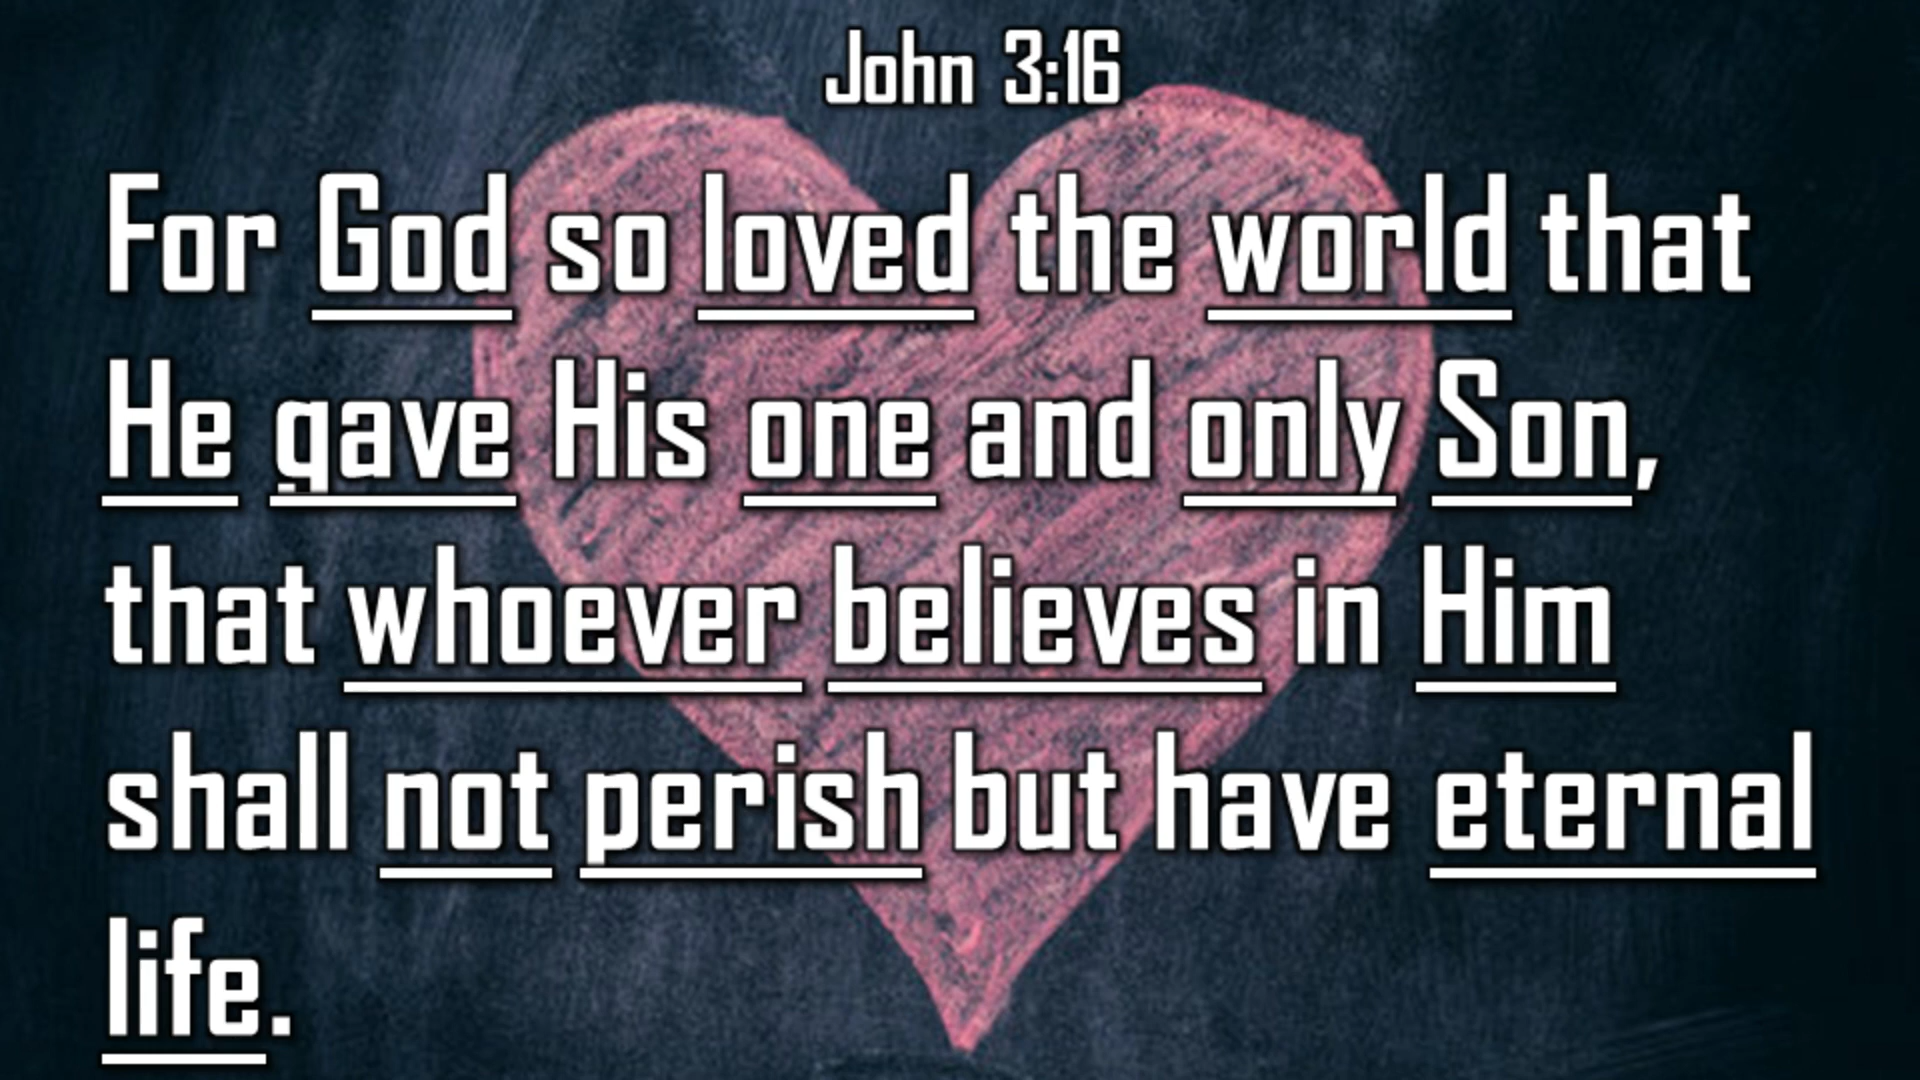 John 3:16
For God so loved the world that
He gave His one and only Son,
that whoever believes in Him
shall not perish but have eternal
life.